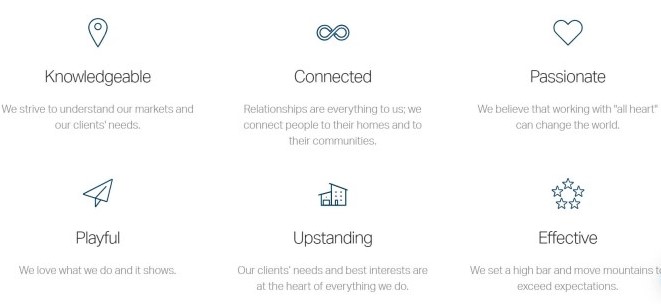 Knowledgeable
Connected
Passionate
We strive to understand our markets and
our clients' needs.
Relationships are everything to us; we
connect people to their homes and to
their communities.
We believe that working with "all heart"
can change the world.
Playful
Upstanding
Effective
We love what we do and it shows.
Our clients' needs and best interests are
at the heart of everything we do.
We set a high bar and move mountains to
exceed expectations.